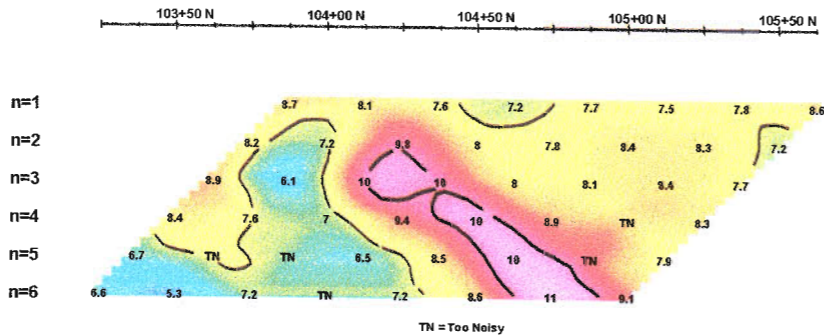 103+50 N 104+00 N 104+50 N 105+00 N 105+50 N
n=1 8.7 8.1 7.6 7.2 7.7 7.5 7.8 8.6
n=2 8.2 7.2 9.8 8 7.8 8.4 8.3 7.2
n=3 8.9 6.1 10 10 8 8.1 8.4 7.7
n=4 8.4 7.6 7 9.4 10 8.9 TN 8.3
n=5 6.7 TN TN 6.5 8.5 10 TN 7.9
n=6 6.6 5.3 7.2 TN 7.2 8.6 11 9.1
TN = Too Noisy